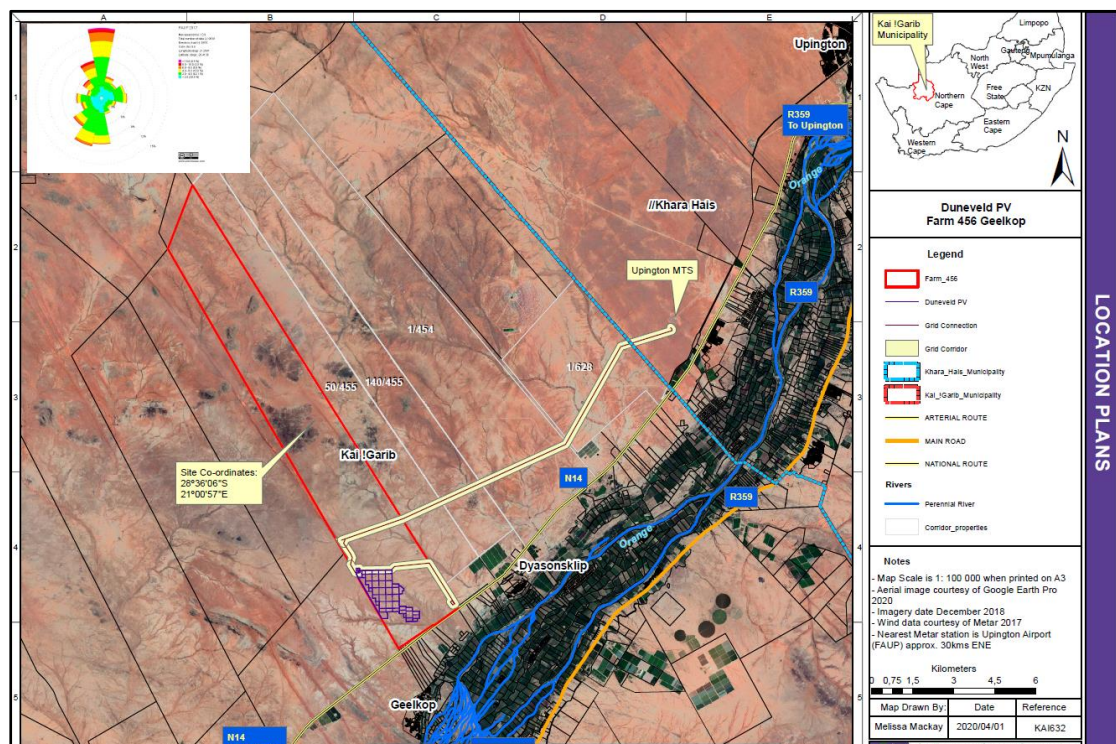 A B C D E
1
2
3
4
5
Upington
R359
To Upington
Orange
//Khara Hais
Upington MTS
R359
1/454
1/628
50/455
140/455
Kai !Garib
Site Co-ordinates:
28°36'06"S
21°00'57"E
N14
R359
Orange
Dyasonsklip
Geelkop
N14
Kai !Garib
Municipality
Limpopo
Gauteng
Mpumulanga
North
West
Free
State
KZN
Northern
Cape
Eastern
Cape
Western
Cape
N
Duneveld PV
Farm 456 Geelkop
Legend
Farm_456
Duneveld PV
Grid Connection
Grid Corridor
Khara_Hais_Municipality
Kai_!Garib_Municipality
ARTERIAL ROUTE
MAIN ROAD
NATIONAL ROUTE
Rivers
Perennial River
Corridor_properties
Notes
- Map Scale is 1: 100 000 when printed on A3
- Aerial image courtesy of Google Earth Pro
2020
- Imagery date December 2018
- Wind data courtesy of Metar 2017
- Nearest Metar station is Upington Airport
(FAUP) approx. 30kms ENE
Kilometers
0 0,75 1,5 3 4,5 6
Map Drawn By: Date Reference
Melissa Mackay 2020/04/01 KAI632
LOCATION PLANS